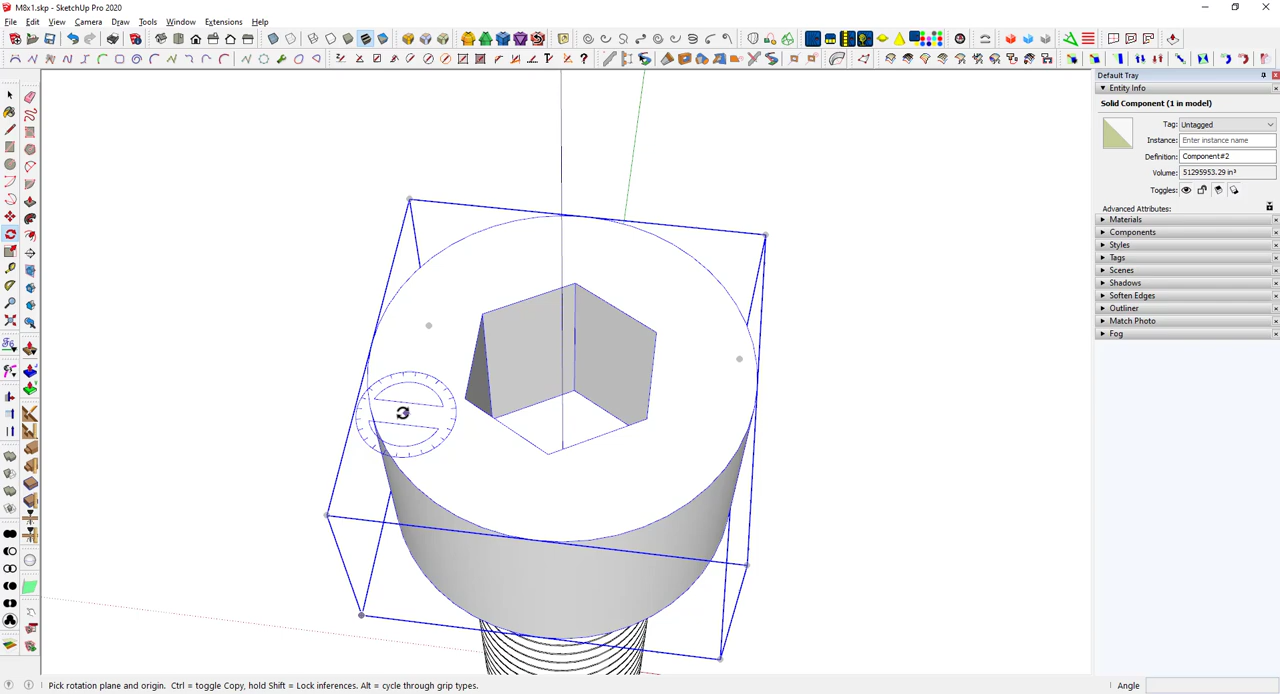 M8x1.skp - SketchUp Pro 2020
File Edit View Camera Draw Tools Window Extensions Help
Default Tray
Entity Info
Solid Component (1 in model)
Tag: Untagged
Instance: Enter instance name
Definition: Component#2
Volume: 51295953.29 in³
Toggles:
Advanced Attributes:
Materials
Components
Styles
Tags
Scenes
Shadows
Soften Edges
Outliner
Match Photo
Fog
Pick rotation plane and origin. Ctrl = toggle Copy, hold Shift = Lock inferences. Alt = cycle through grip types.
Angle